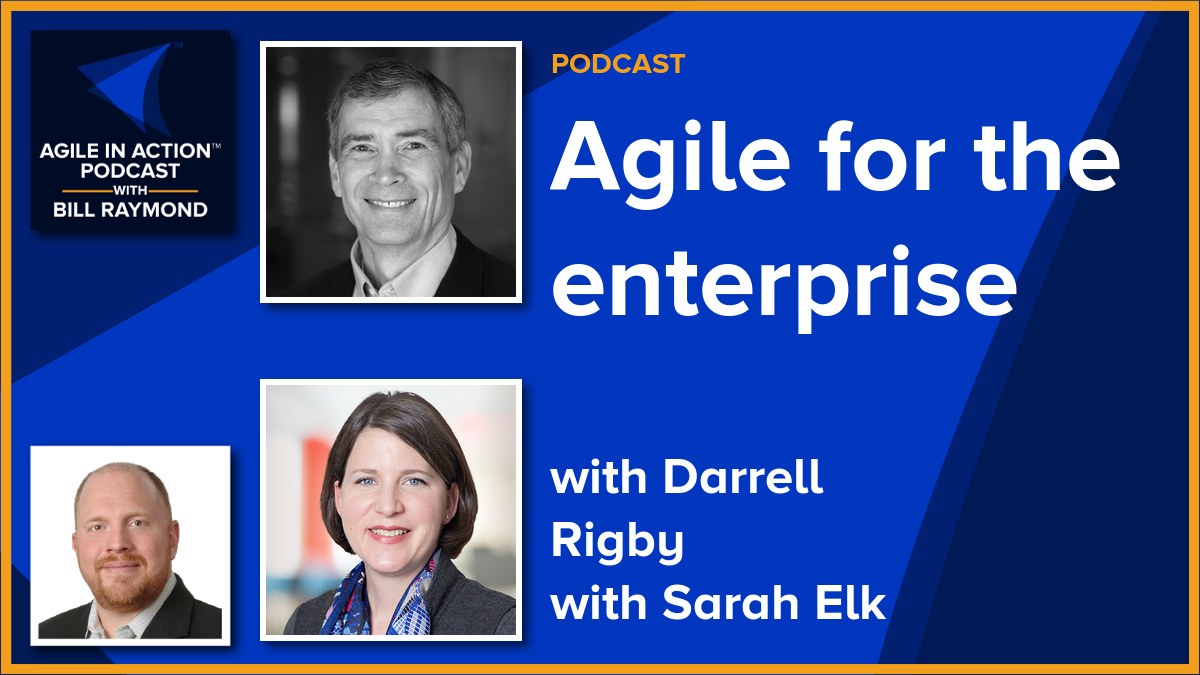 AGILE IN ACTION™
PODCAST
WITH
BILL RAYMOND
PODCAST
Agile for the
enterprise
with Darrell
Rigby
with Sarah Elk